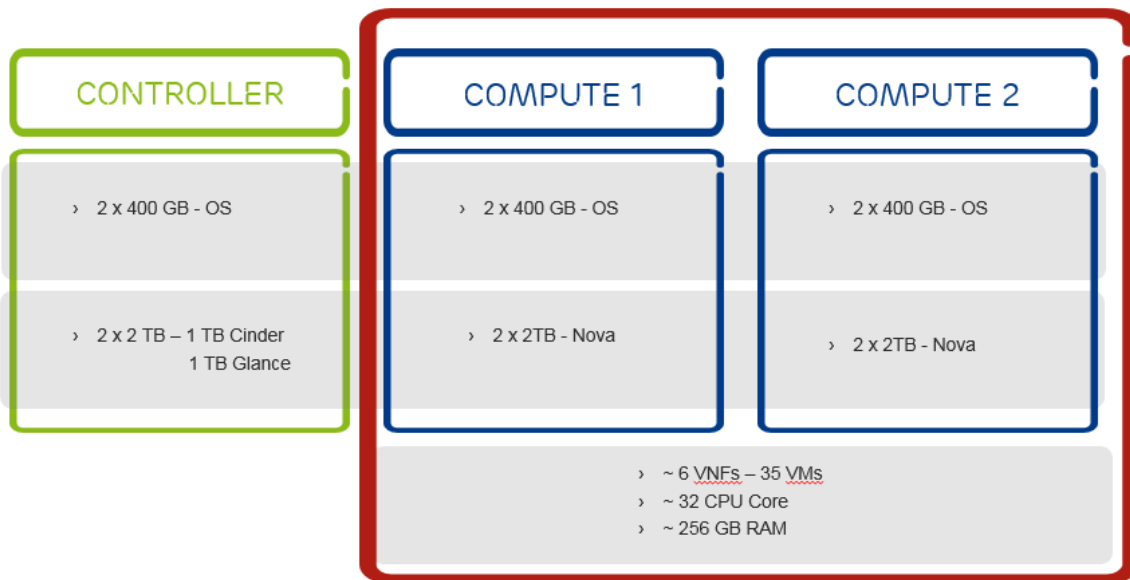 CONTROLLER
COMPUTE 1
COMPUTE 2
› 2 x 400 GB - OS
› 2 x 400 GB - OS
› 2 x 400 GB - OS
› 2 x 2 TB – 1 TB Cinder
1 TB Glance
› 2 x 2TB - Nova
› 2 x 2TB - Nova
› ~ 6 VNFs – 35 VMs
› ~ 32 CPU Core
› ~ 256 GB RAM